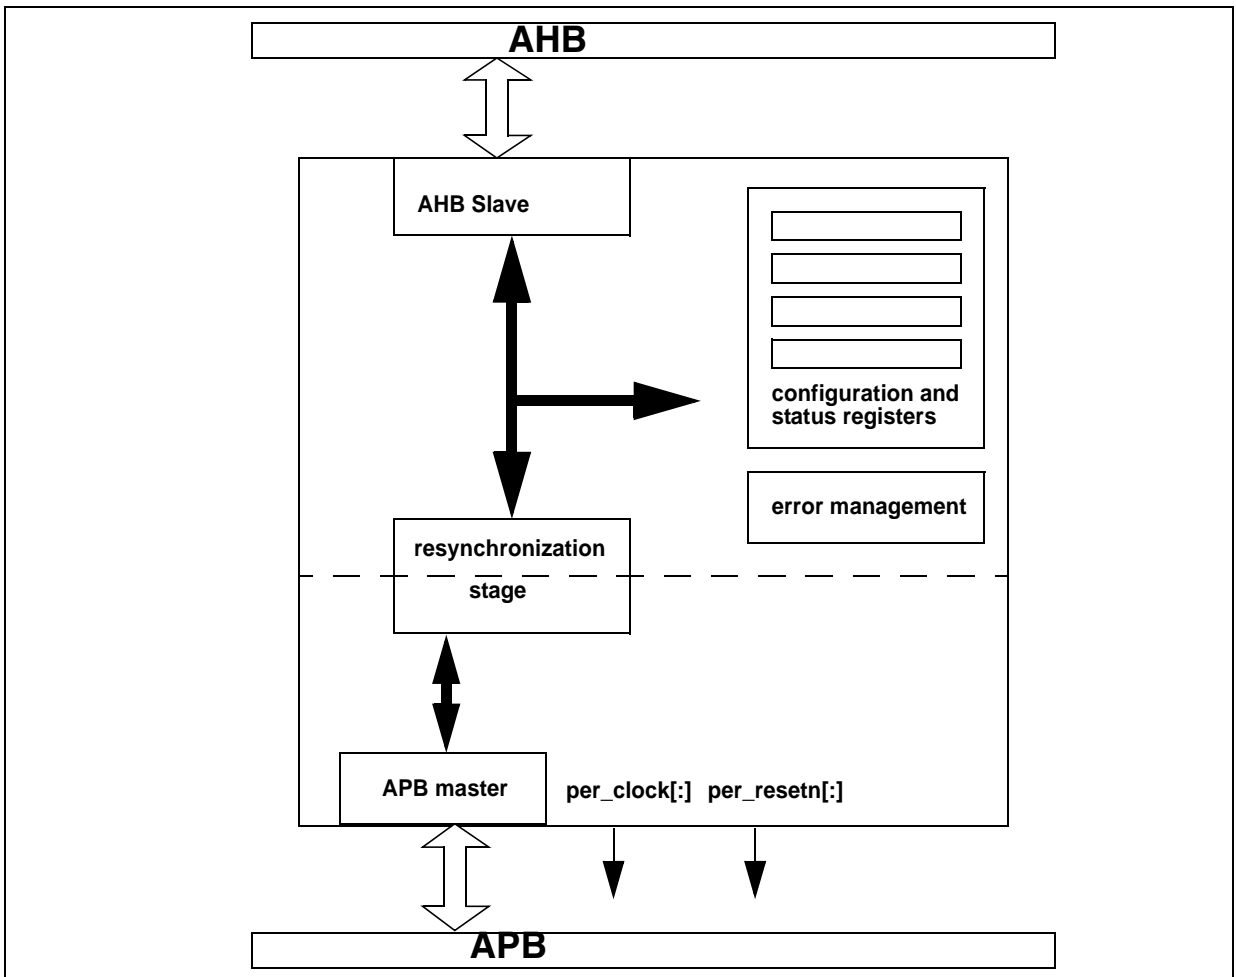 AHB
AHB Slave
configuration and
status registers
error management
resynchronization
stage
APB master
per_clock[:] per_resetn[:]
APB